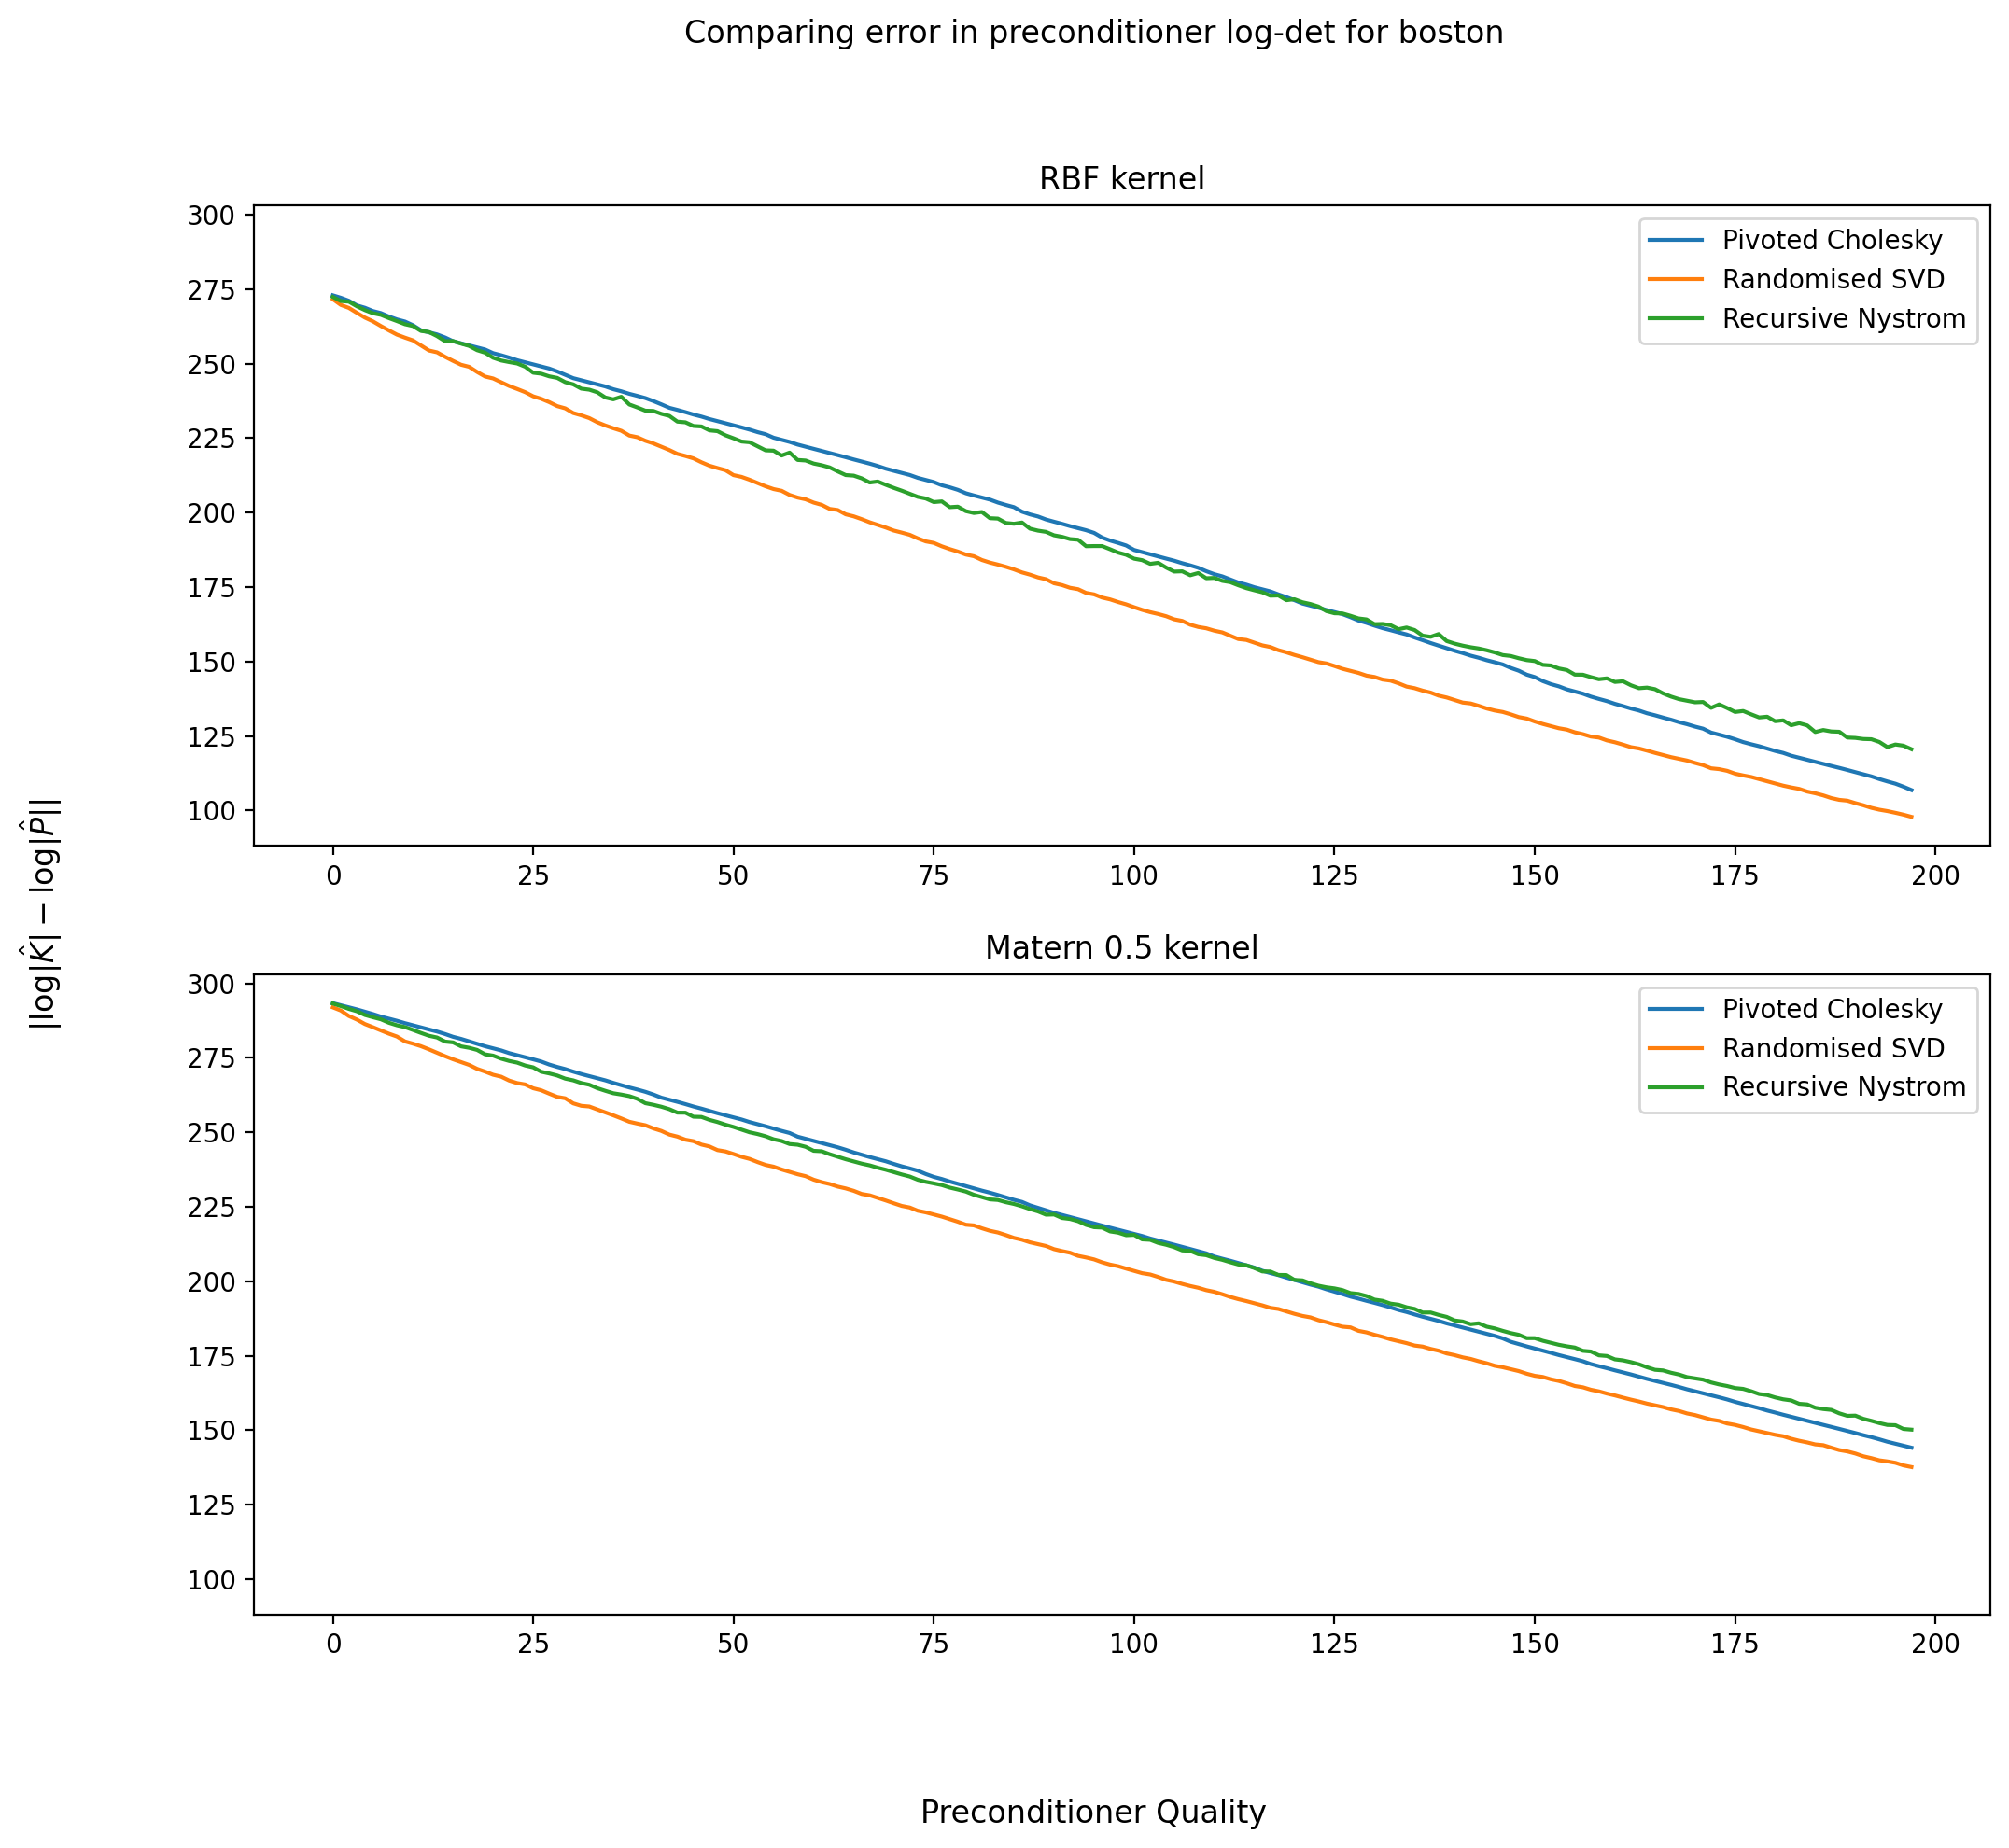 Comparing error in preconditioner log-det for boston
RBF kernel
300
275
250
225
200
175
150
125
100
0 25 50 75 100 125 150 175 200
Pivoted Cholesky
Randomised SVD
Recursive Nystrom
|log|K̂| − log|P̂||
Matern 0.5 kernel
300
275
250
225
200
175
150
125
100
0 25 50 75 100 125 150 175 200
Pivoted Cholesky
Randomised SVD
Recursive Nystrom
Preconditioner Quality